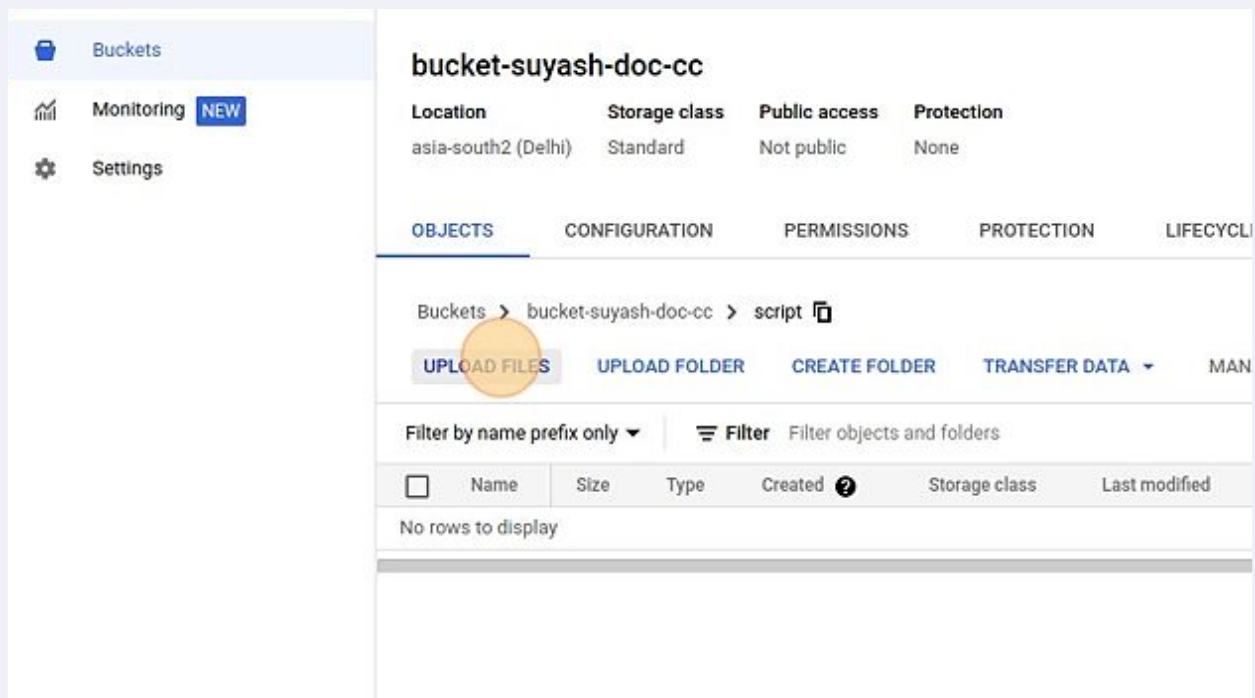 Buckets
Monitoring NEW
Settings
bucket-suyash-doc-cc
Location Storage class Public access Protection
asia-south2 (Delhi) Standard Not public None
OBJECTS CONFIGURATION PERMISSIONS PROTECTION LIFECYCL
Buckets > bucket-suyash-doc-cc > script
UPLOAD FILES UPLOAD FOLDER CREATE FOLDER TRANSFER DATA MAN
Filter by name prefix only Filter Filter objects and folders
Name Size Type Created Storage class Last modified
No rows to display